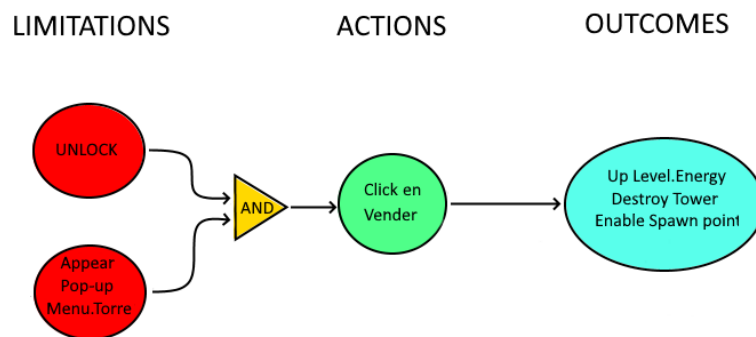 LIMITATIONS
ACTIONS
OUTCOMES
UNLOCK
Appear
Pop-up
Menu.Torre
AND
Click en
Vender
Up Level.Energy
Destroy Tower
Enable Spawn point